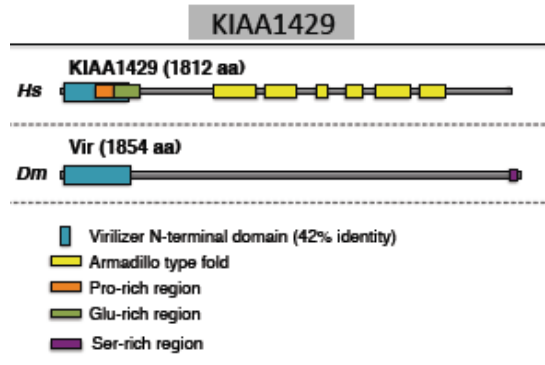 KIAA1429
KIAA1429 (1812 aa)
Hs
Vir (1854 aa)
Dm
Virilizer N-terminal domain (42% identity)
Armadillo type fold
Pro-rich region
Glu-rich region
Ser-rich region